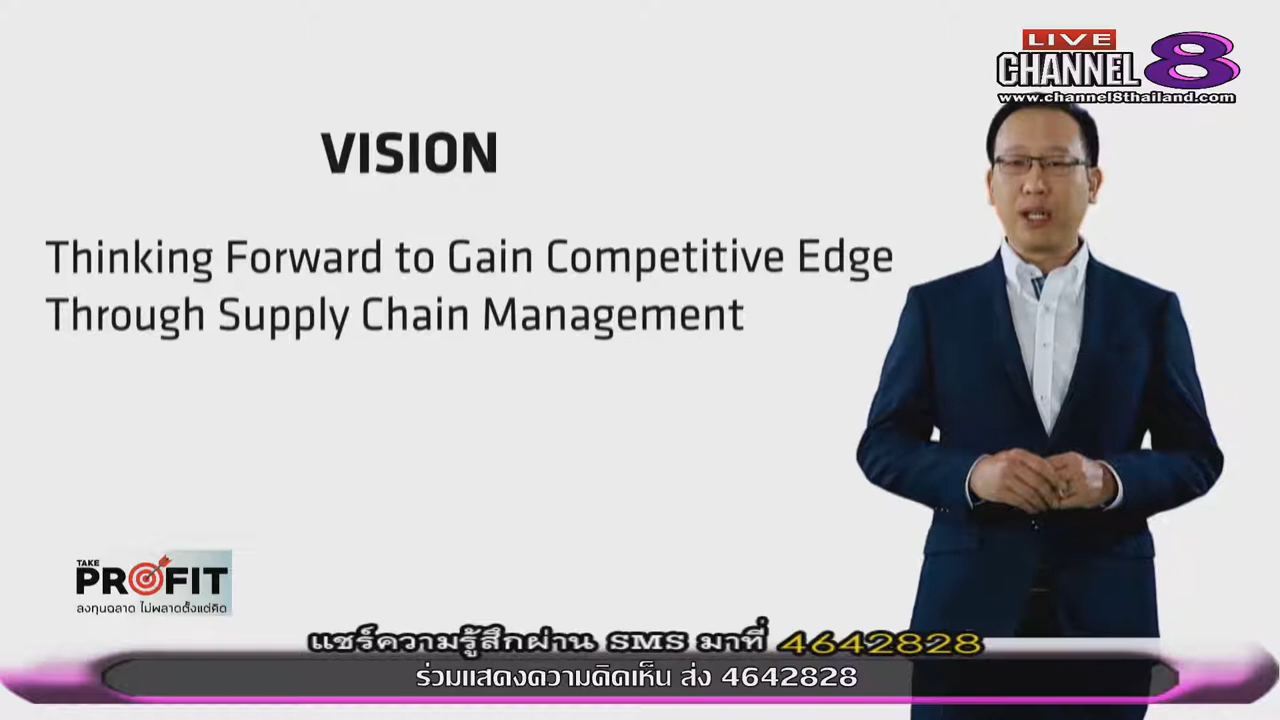 LIVE
CHANNEL 8
www.channel8thailand.com
VISION
Thinking Forward to Gain Competitive Edge
Through Supply Chain Management
TAKE
PROFIT
ลงทุนฉลาด ไม่พลาดตั้งแต่คิด
แชร์ความรู้สึกผ่าน SMS มาที่ 4642828
ร่วมแสดงความคิดเห็น ส่ง 4642828